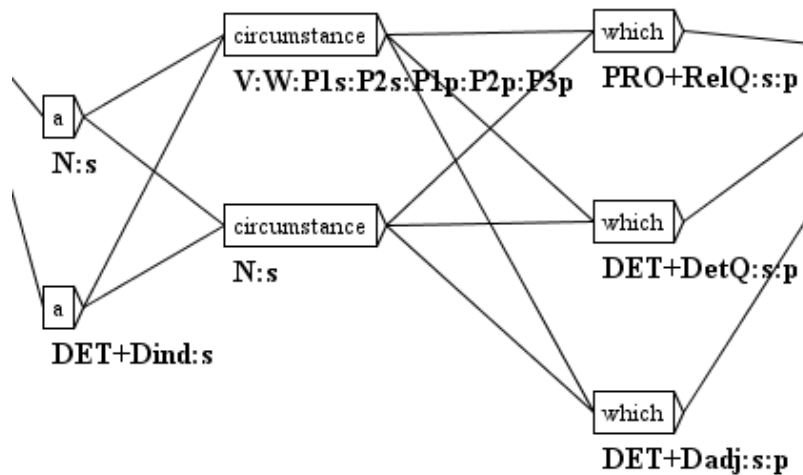 circumstance
which
V:W:P1s:P2s:P1p:P2p:P3p
PRO+RelQ:s:p
a
N:s
circumstance
which
N:s
DET+DetQ:s:p
a
DET+Dind:s
which
DET+Dadj:s:p